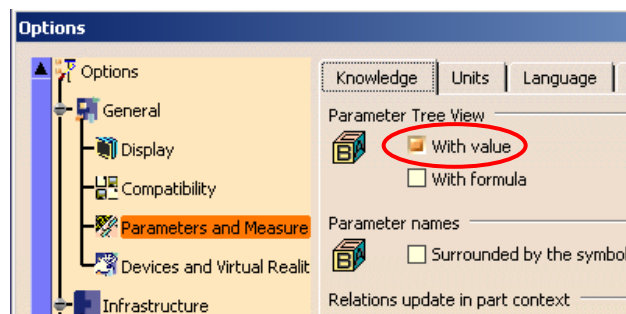 Options
Options
General
Display
Compatibility
Parameters and Measure
Devices and Virtual Realit
Infrastructure
Knowledge Units Language
Parameter Tree View
With value
With formula
Parameter names
Surrounded by the symbol
Relations update in part context